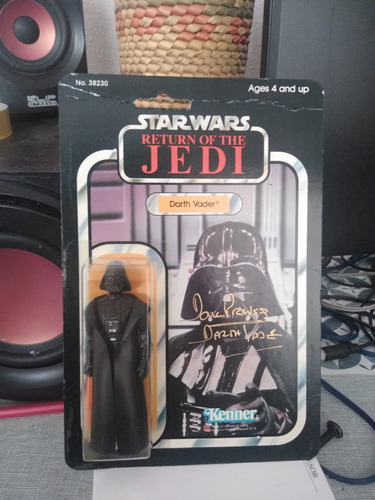 No. 38230
Ages 4 and up
STAR WARS
RETURN OF THE
JEDI
Darth Vader
Dave Prowse
DARTH VADER
Kenner